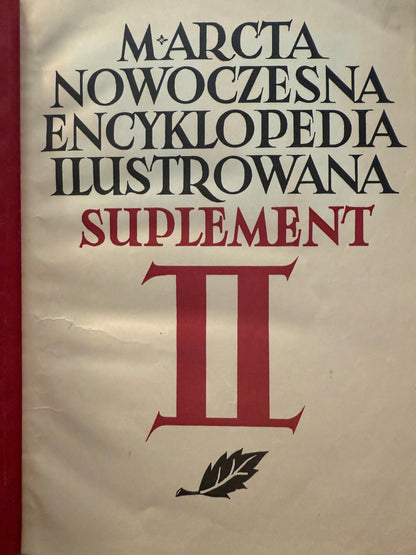 M✦ARCTA
NOWOCZESNA
ENCYKLOPEDIA
ILUSTROWANA
SUPLEMENT
II